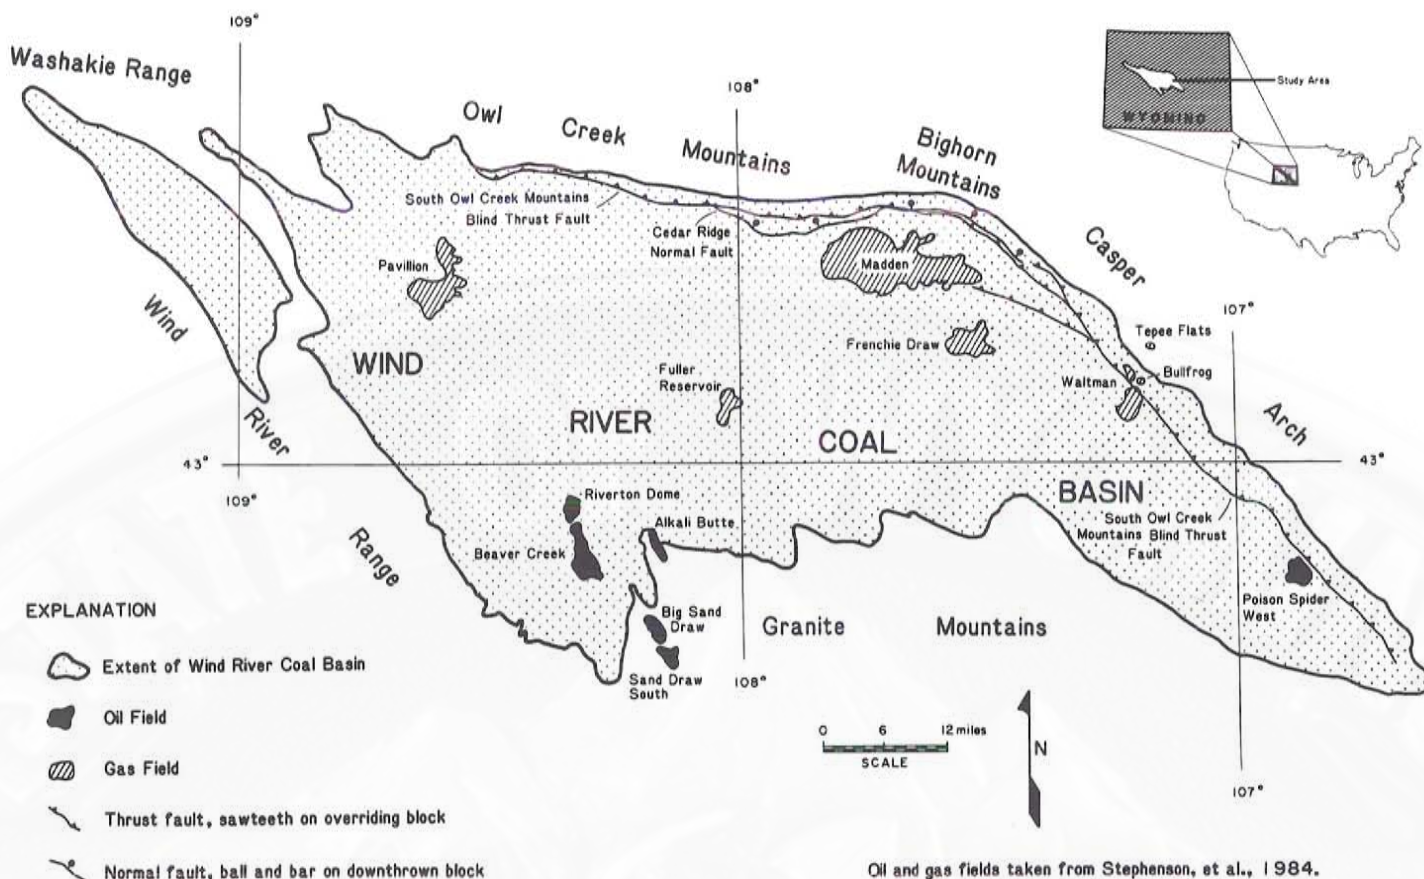 109°
Washakie Range
108°
Owl Creek Mountains
Bighorn
Mountains
Study Area
WYOMING
South Owl Creek Mountains
Blind Thrust Fault
Cedar Ridge
Normal Fault
Casper
Pavillion
Madden
107°
Wind
Tepee Flats
Frenchie Draw
WIND
Fuller
Reservoir
Waltman
Bullfrog
River
RIVER
COAL
Arch
43°
43°
109°
BASIN
Riverton Dome
Alkali Butte
South Owl Creek
Mountains Blind Thrust
Fault
Range
Beaver Creek
Poison Spider
West
EXPLANATION
Big Sand
Draw
Granite Mountains
Extent of Wind River Coal Basin
Sand Draw
South
108°
Oil Field
0 6 12 miles
SCALE
N
Gas Field
107°
Thrust fault, sawteeth on overriding block
Normal fault, ball and bar on downthrown block
Oil and gas fields taken from Stephenson, et al., 1984.